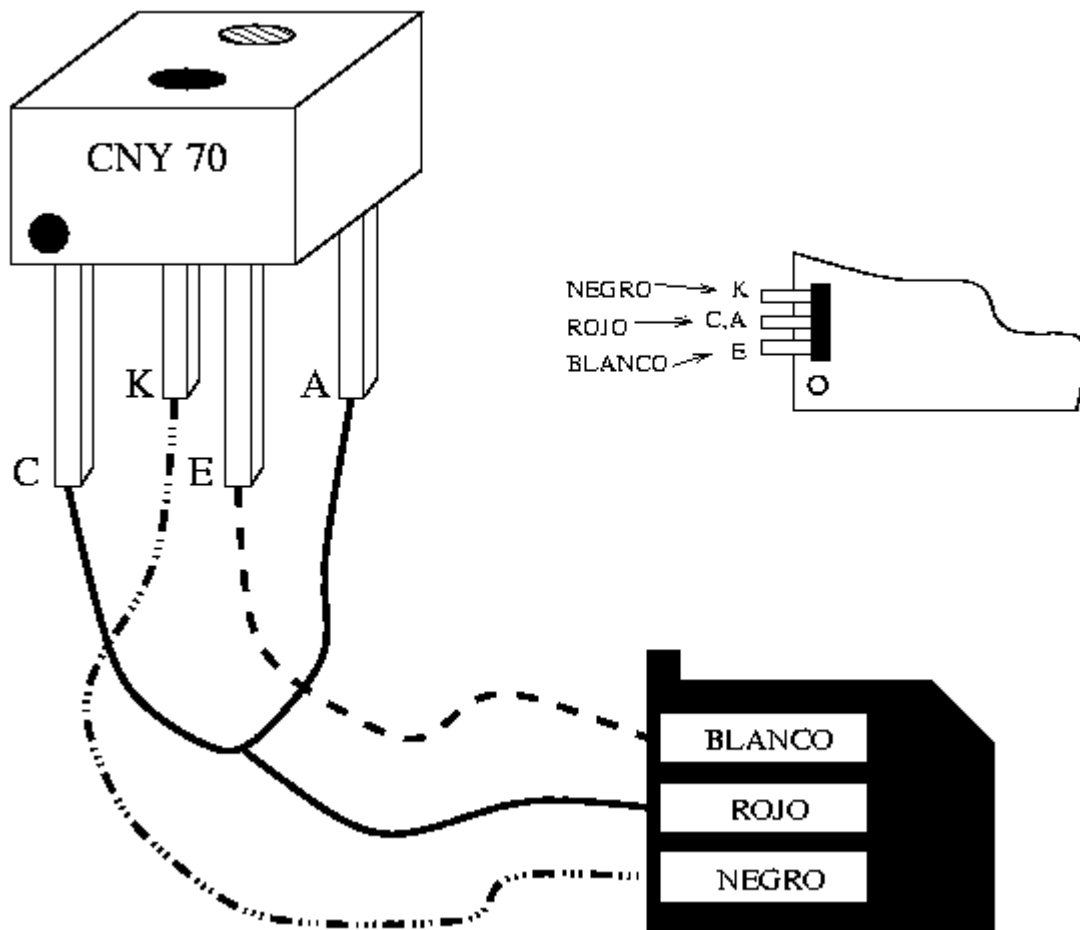 CNY 70
NEGRO K
ROJO C,A
BLANCO E
K A
C E
BLANCO
ROJO
NEGRO